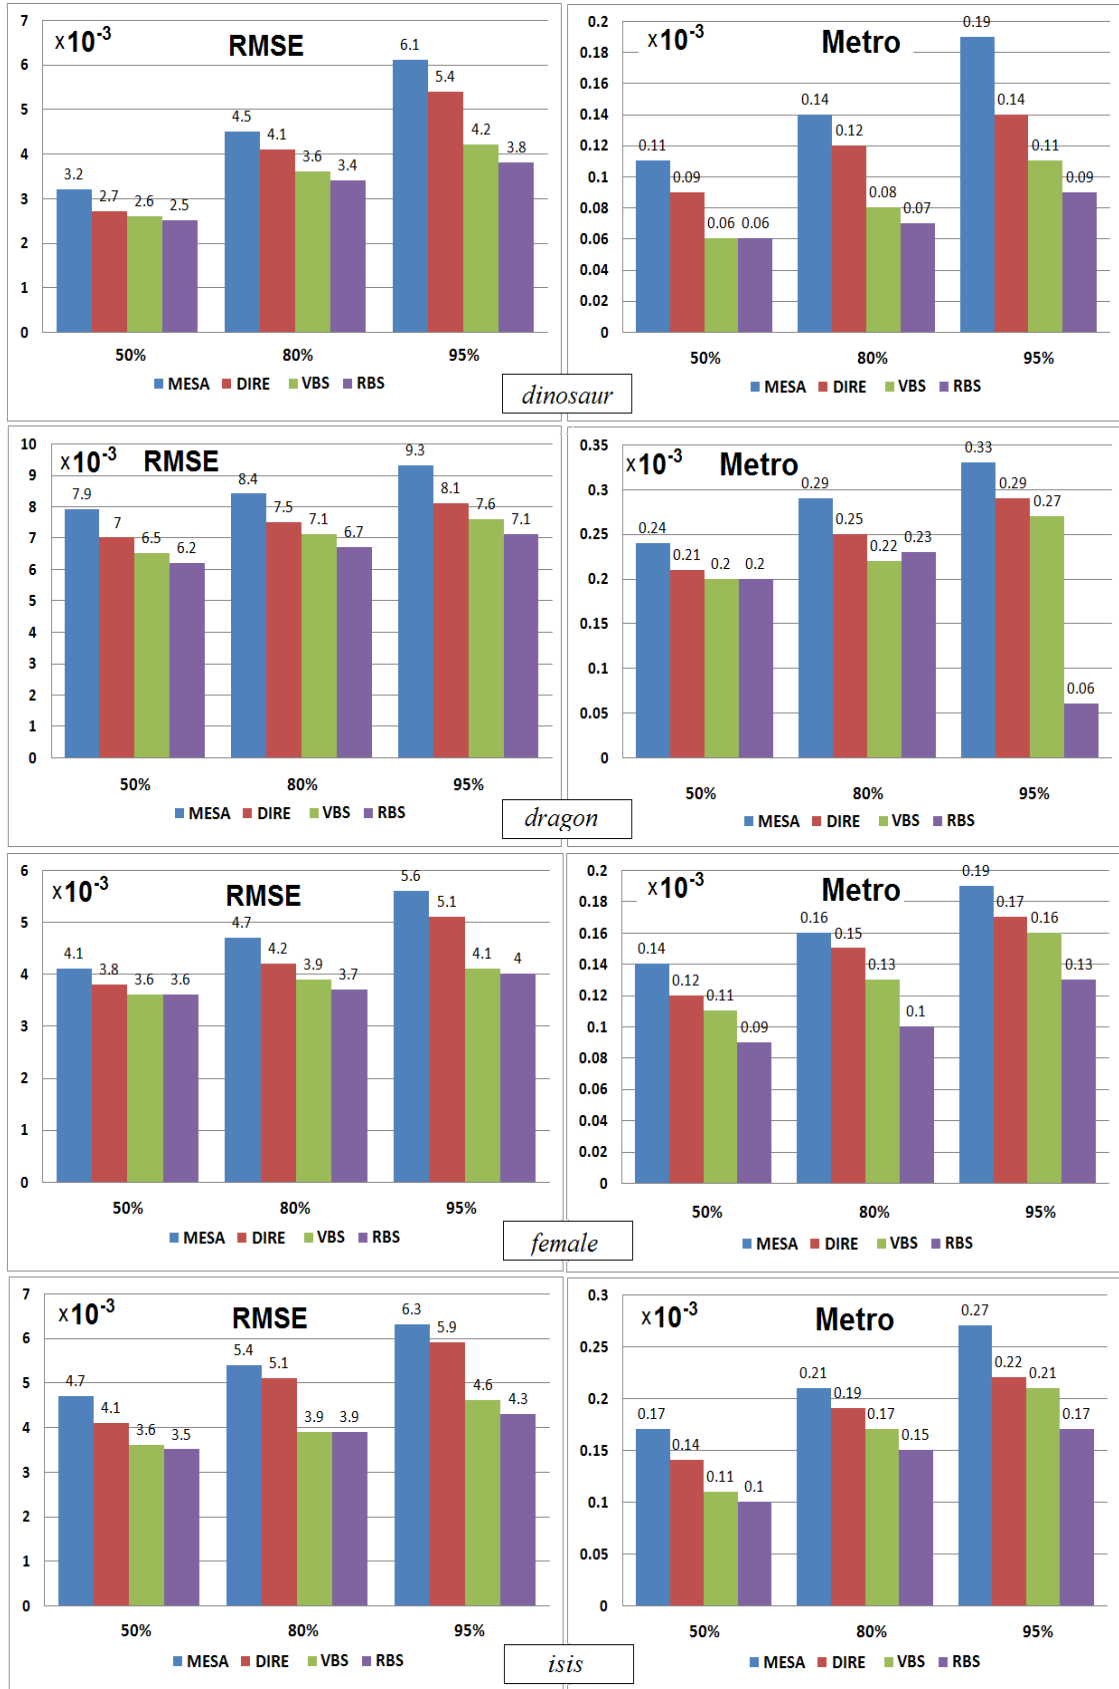 ×10-3 RMSE
7
6
5
4
3
2
1
0
3.2 2.7 2.6 2.5
4.5 4.1 3.6 3.4
6.1 5.4 4.2 3.8
50% 80% 95%
MESA DIRE VBS RBS
×10-3 Metro
0.2
0.18
0.16
0.14
0.12
0.1
0.08
0.06
0.04
0.02
0
0.11 0.09 0.06 0.06
0.14 0.12 0.08 0.07
0.19 0.14 0.11 0.09
50% 80% 95%
MESA DIRE VBS RBS
dinosaur
×10-3 RMSE
10
9
8
7
6
5
4
3
2
1
0
7.9 7 6.5 6.2
8.4 7.5 7.1 6.7
9.3 8.1 7.6 7.1
50% 80% 95%
MESA DIRE VBS RBS
×10-3 Metro
0.35
0.3
0.25
0.2
0.15
0.1
0.05
0
0.24 0.21 0.2 0.2
0.29 0.25 0.22 0.23
0.33 0.29 0.27 0.06
50% 80% 95%
MESA DIRE VBS RBS
dragon
×10-3 RMSE
6
5
4
3
2
1
0
4.1 3.8 3.6 3.6
4.7 4.2 3.9 3.7
5.6 5.1 4.1 4
50% 80% 95%
MESA DIRE VBS RBS
×10-3 Metro
0.2
0.18
0.16
0.14
0.12
0.1
0.08
0.06
0.04
0.02
0
0.14 0.12 0.11 0.09
0.16 0.15 0.13 0.1
0.19 0.17 0.16 0.13
50% 80% 95%
MESA DIRE VBS RBS
female
×10-3 RMSE
7
6
5
4
3
2
1
0
4.7 4.1 3.6 3.5
5.4 5.1 3.9 3.9
6.3 5.9 4.6 4.3
50% 80% 95%
MESA DIRE VBS RBS
×10-3 Metro
0.3
0.25
0.2
0.15
0.1
0.05
0
0.17 0.14 0.11 0.1
0.21 0.19 0.17 0.15
0.27 0.22 0.21 0.17
50% 80% 95%
MESA DIRE VBS RBS
isis